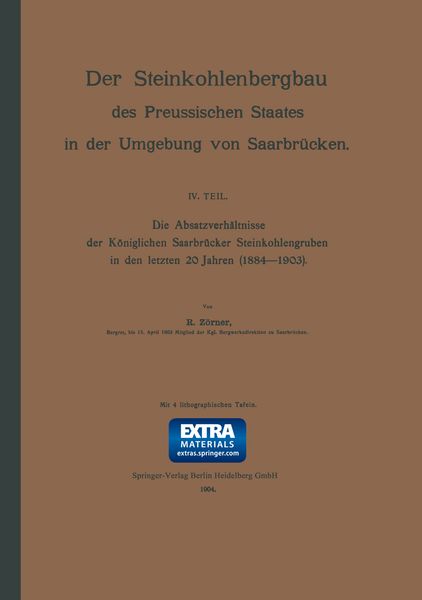 Der Steinkohlenbergbau
des Preussischen Staates
in der Umgebung von Saarbrücken.
IV. TEIL.
Die Absatzverhältnisse
der Königlichen Saarbrücker Steinkohlengruben
in den letzten 20 Jahren (1884—1903).
Von
R. Zörner,
Bergrat, bis 15. April 1903 Mitglied der Kgl. Bergwerksdirektion zu Saarbrücken.
Mit 4 lithographischen Tafeln.
EXTRA
MATERIALS
extras.springer.com
Springer-Verlag Berlin Heidelberg GmbH
1904.